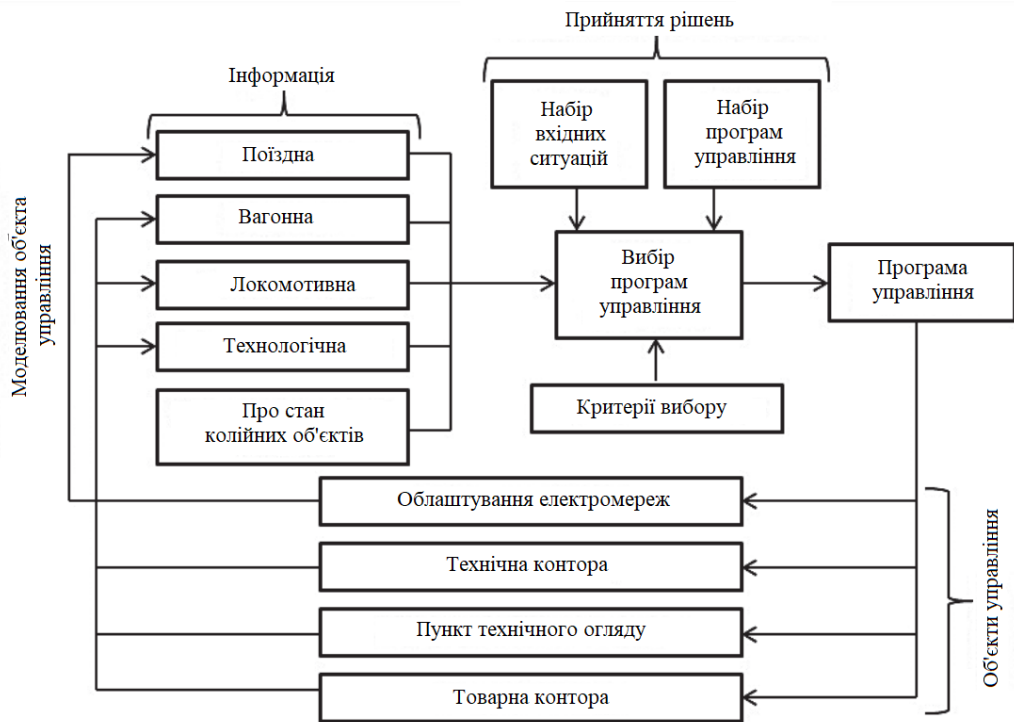 Прийняття рішень
Інформація
Набір
вхідних
ситуацій
Набір
програм
управління
Поїздна
Вагонна
Локомотивна
Технологічна
Про стан
колійних об'єктів
Моделювання об'єкта
управління
Вибір
програм
управління
Програма
управління
Критерії вибору
Облаштування електромереж
Технічна контора
Пункт технічного огляду
Товарна контора
Об'єкти управління